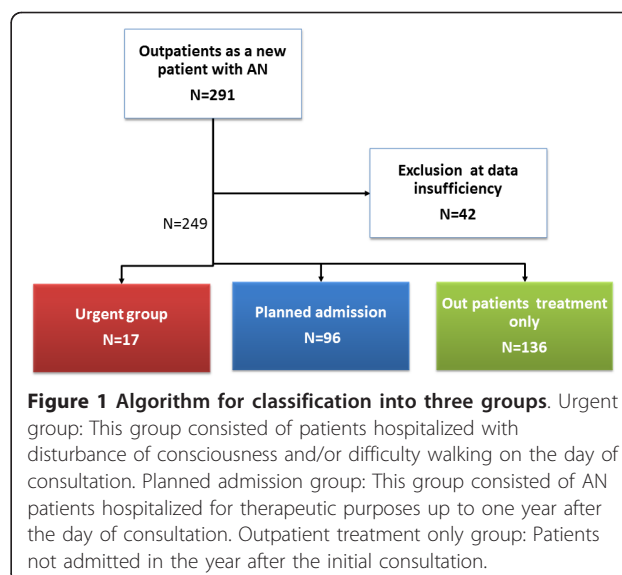 Outpatients as a new
patient with AN
N=291
Exclusion at data
insufficiency
N=42
N=249
Urgent group
N=17
Planned admission
N=96
Out patients treatment
only
N=136
Figure 1 Algorithm for classification into three groups. Urgent
group: This group consisted of patients hospitalized with
disturbance of consciousness and/or difficulty walking on the day of
consultation. Planned admission group: This group consisted of AN
patients hospitalized for therapeutic purposes up to one year after
the day of consultation. Outpatient treatment only group: Patients
not admitted in the year after the initial consultation.